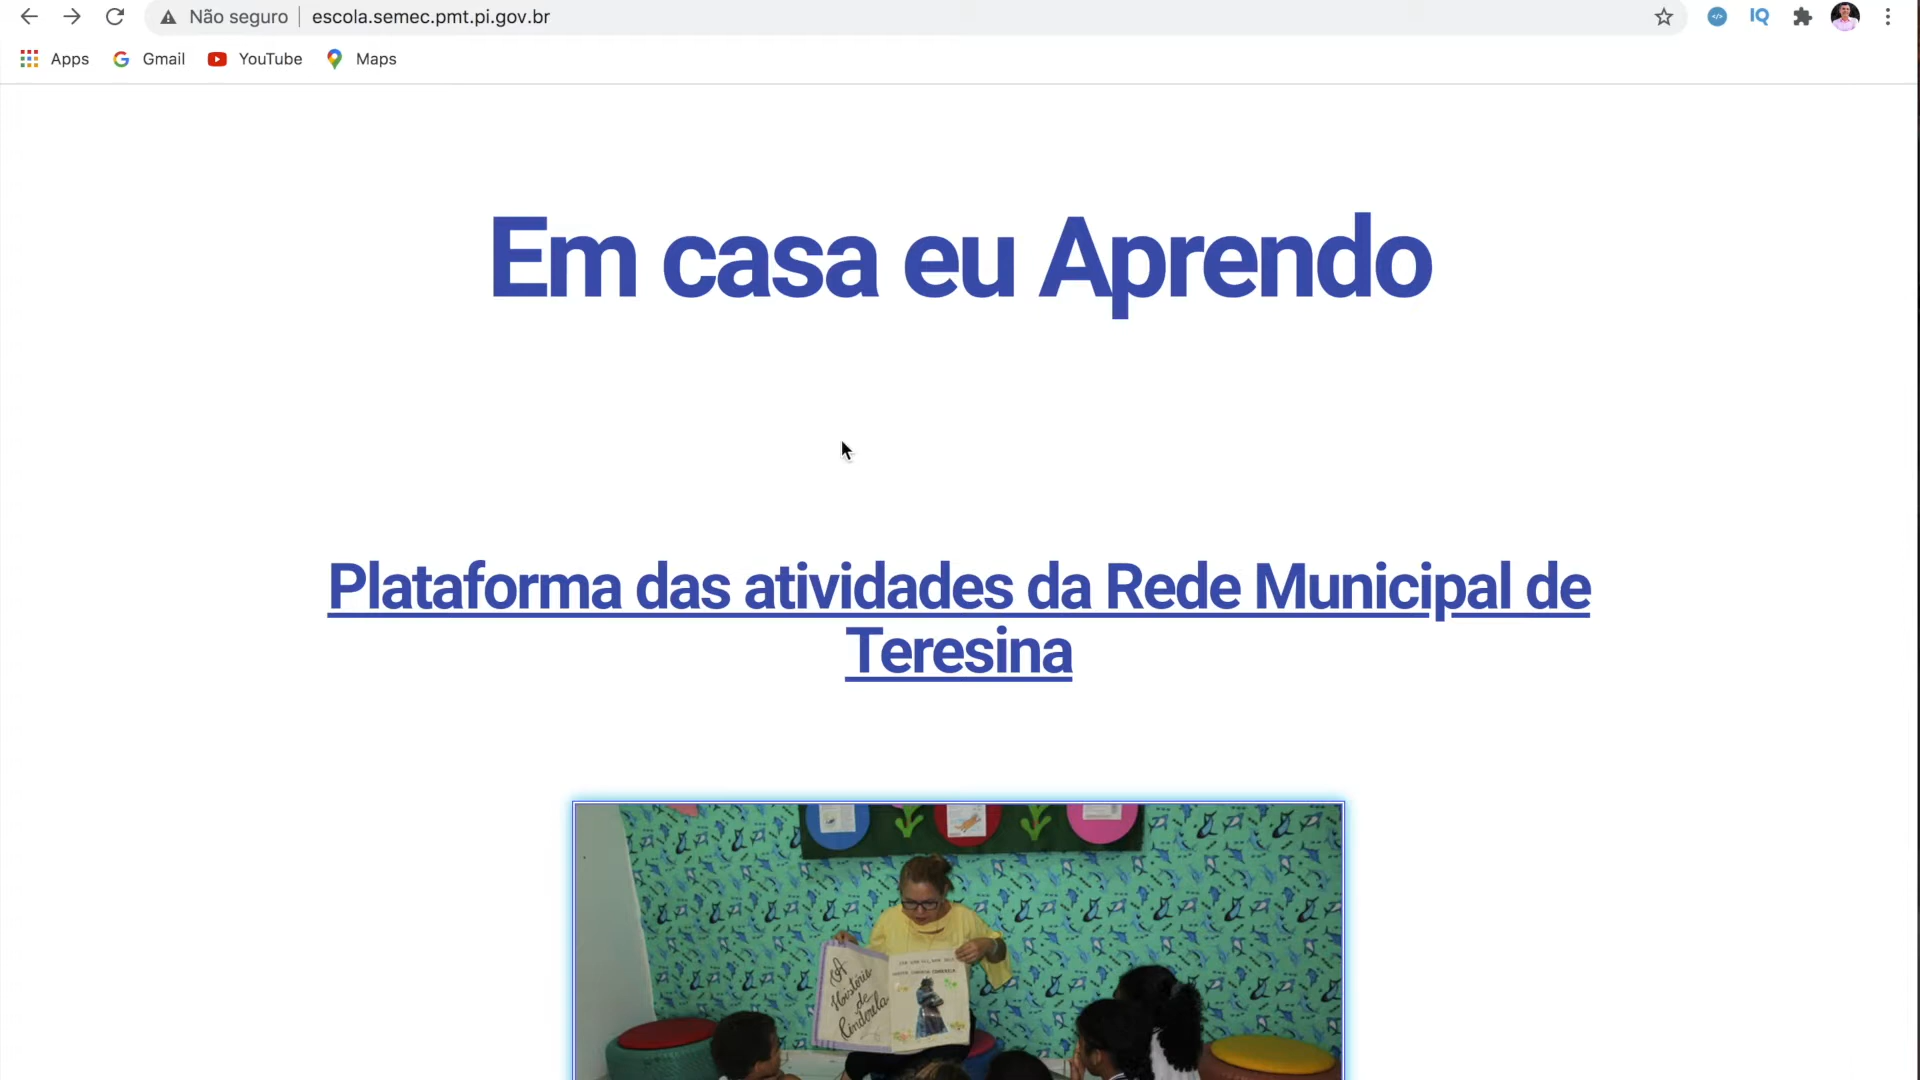 Não seguro
escola.semec.pmt.pi.gov.br
IQ
Apps
Gmail
YouTube
Maps
Em casa eu Aprendo
Plataforma das atividades da Rede Municipal de
Teresina
A
História
de
Cinderela